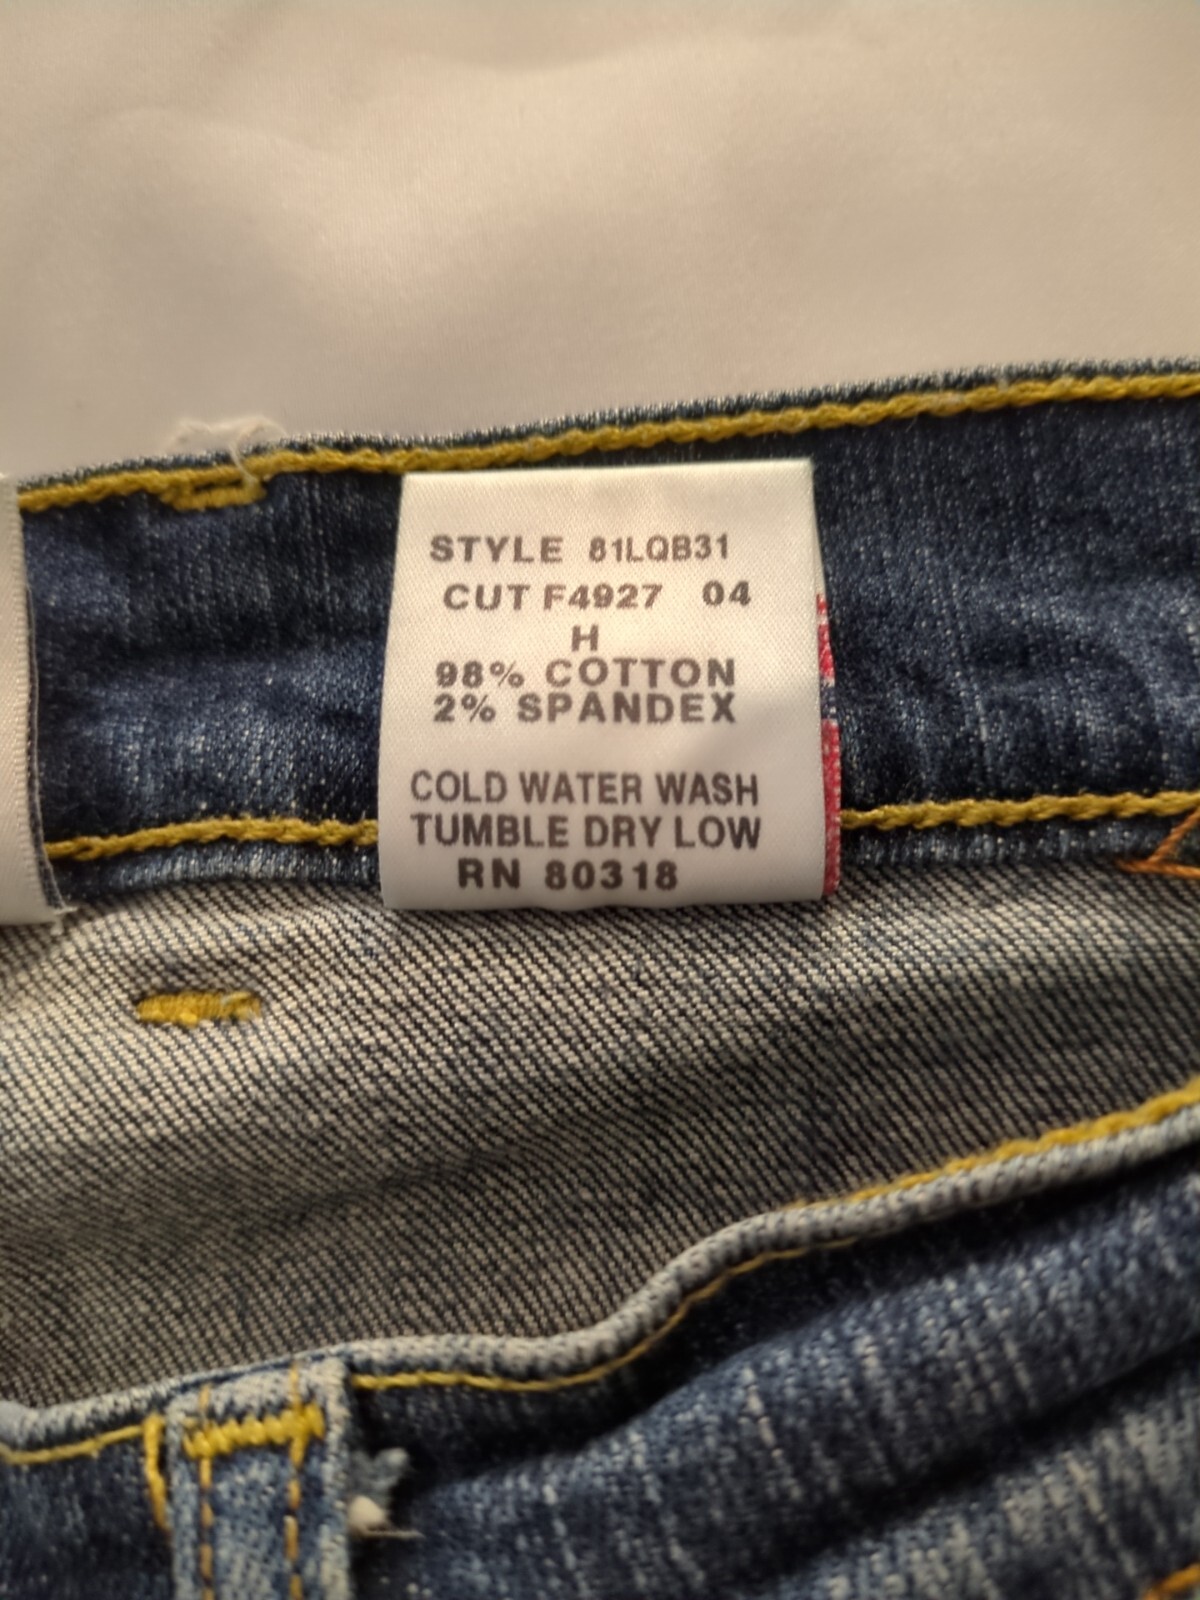 STYLE 81LQB31
CUT F4927 04
H
98% COTTON
2% SPANDEX
COLD WATER WASH
TUMBLE DRY LOW
RN 80318